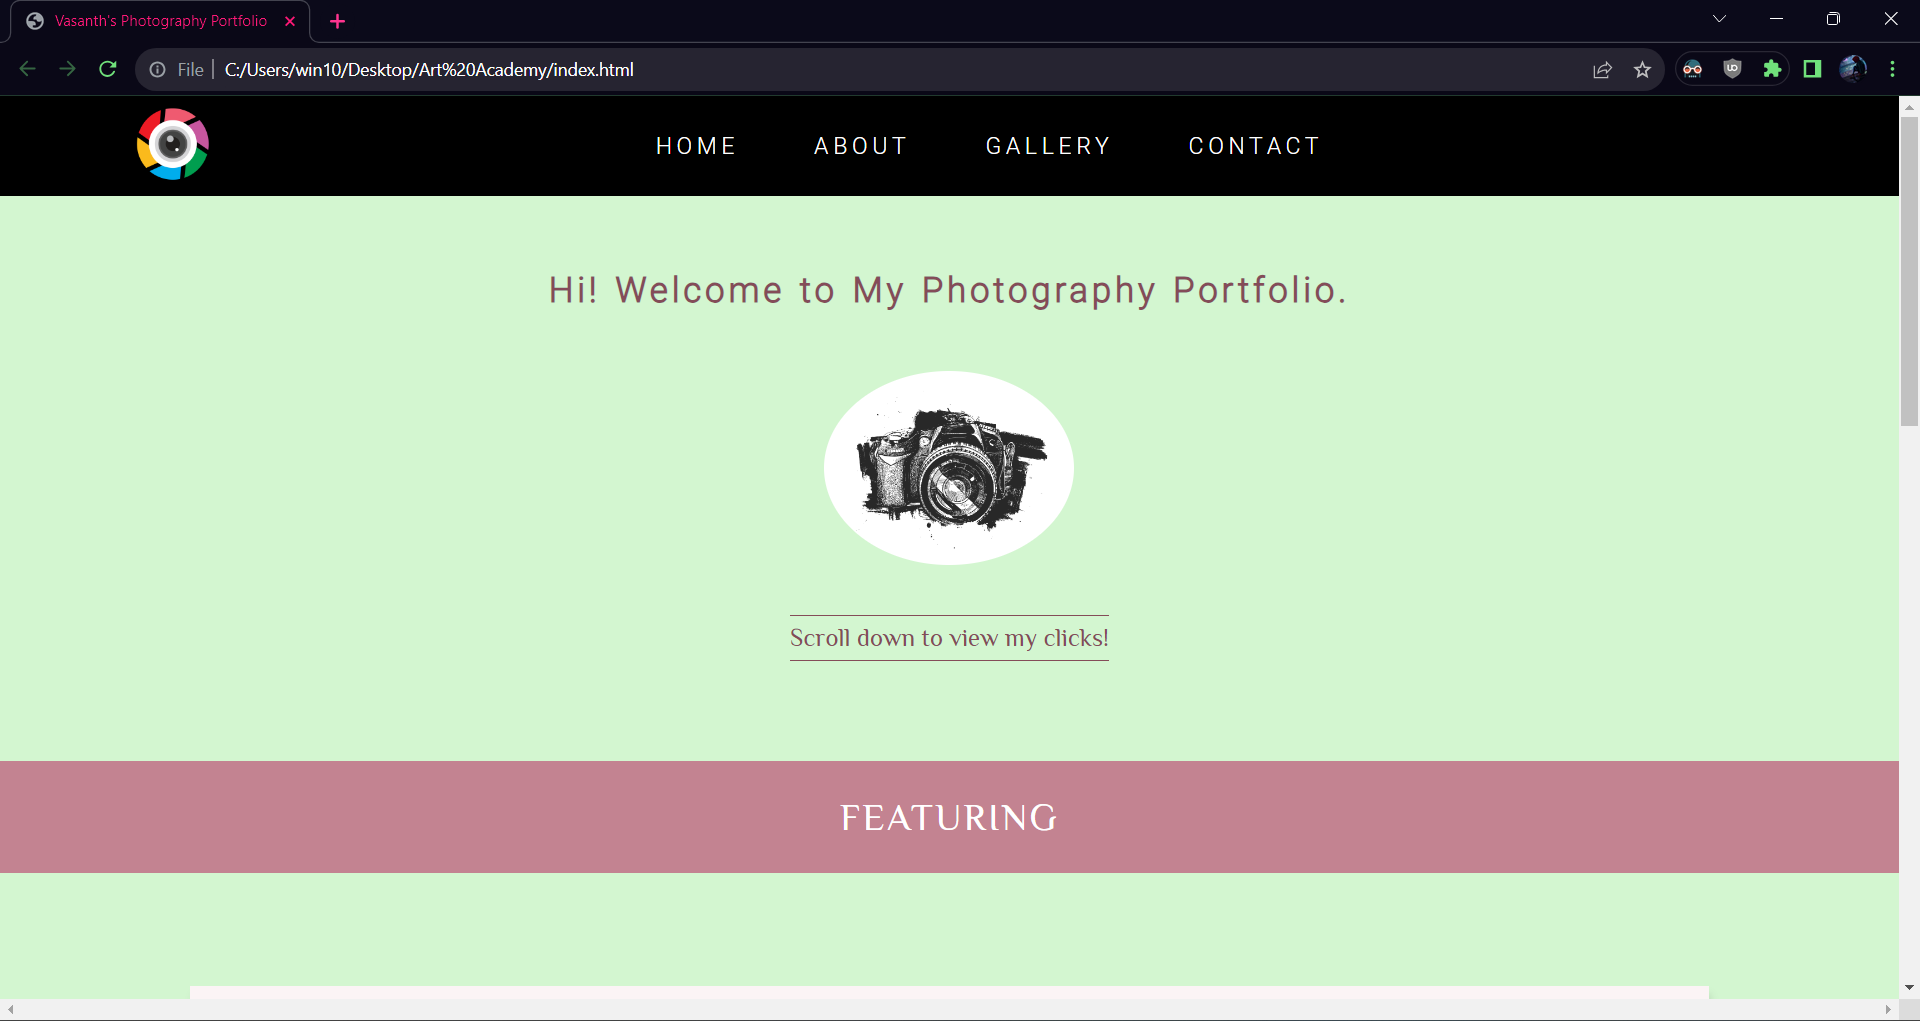 Vasanth's Photography Portfolio
File | C:/Users/win10/Desktop/Art%20Academy/index.html
HOME ABOUT GALLERY CONTACT
Hi! Welcome to My Photography Portfolio.
Scroll down to view my clicks!
FEATURING